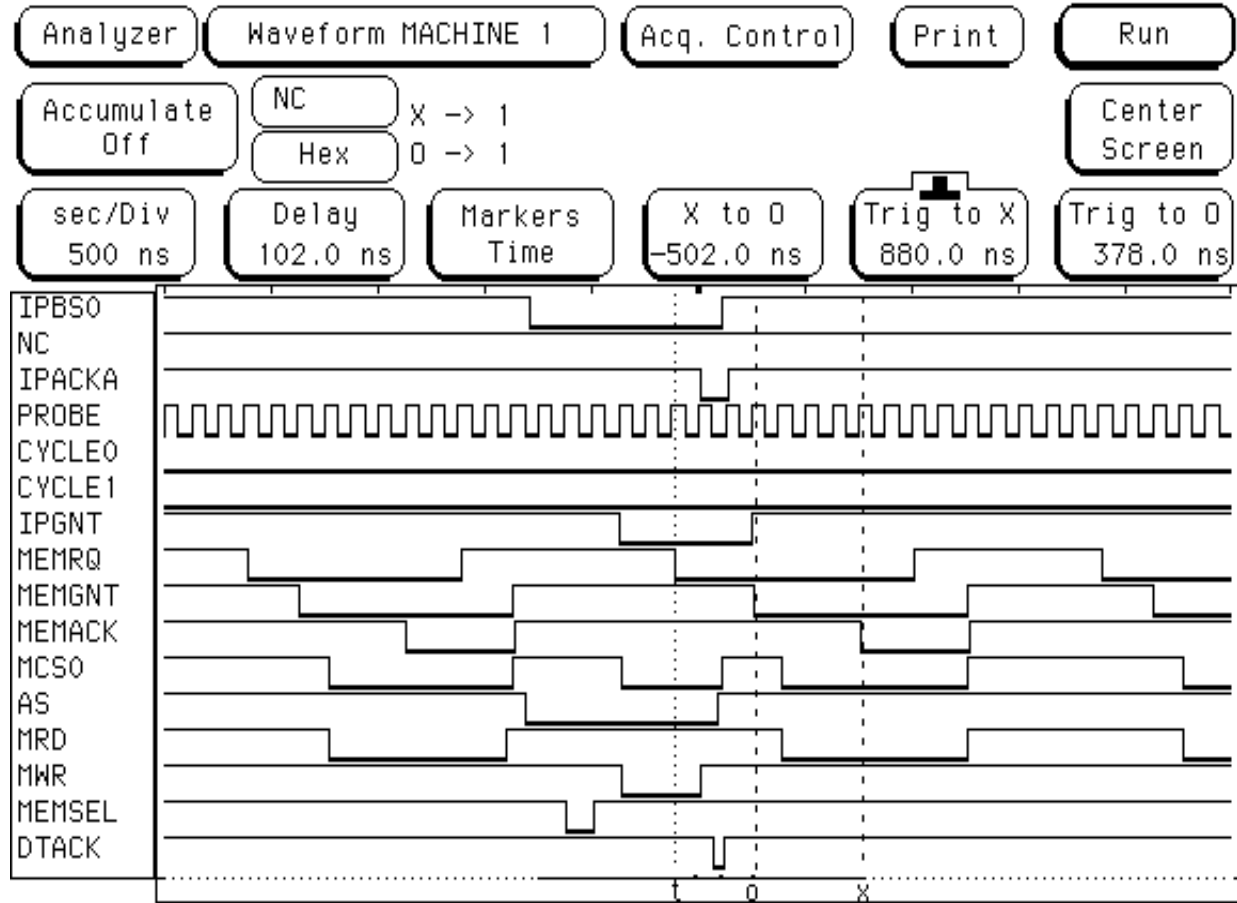 Analyzer Waveform MACHINE 1 Acq. Control Print Run
Accumulate Off
NC X -> 1
Hex O -> 1
Center Screen
sec/Div Delay Markers X to O Trig to X Trig to O
500 ns 102.0 ns Time -502.0 ns 880.0 ns 378.0 ns
IPBSO
NC
IPACKA
PROBE
CYCLE0
CYCLE1
IPGNT
MEMRQ
MEMGNT
MEMACK
MCSO
AS
MRD
MWR
MEMSEL
DTACK
t o x